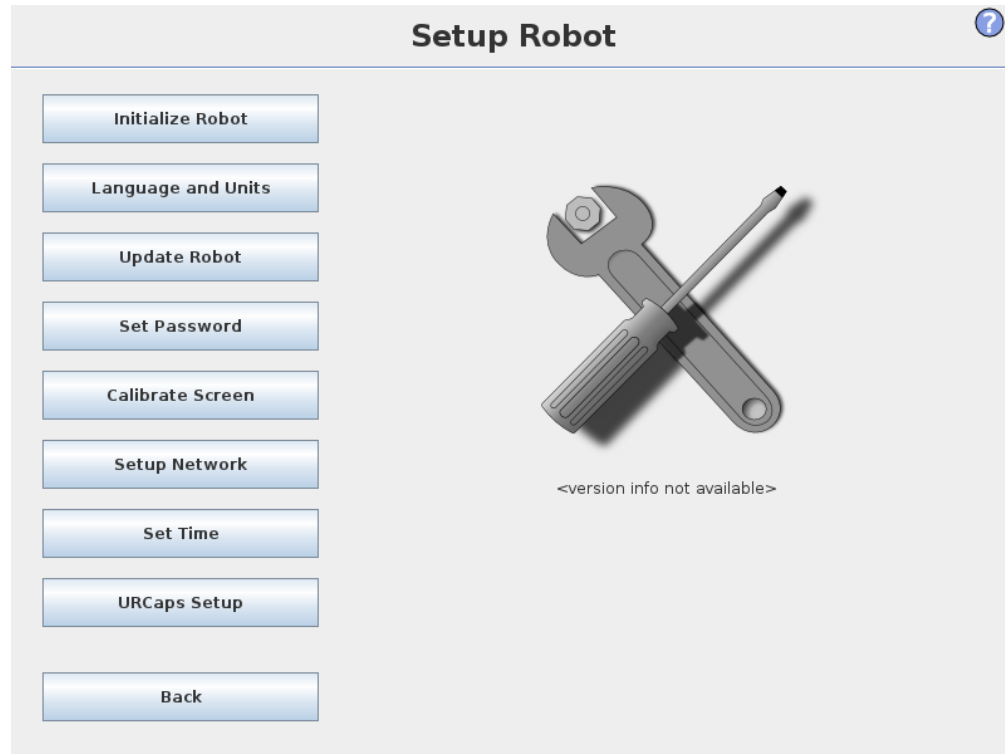 Setup Robot
?
Initialize Robot
Language and Units
Update Robot
Set Password
Calibrate Screen
Setup Network
<version info not available>
Set Time
URCaps Setup
Back